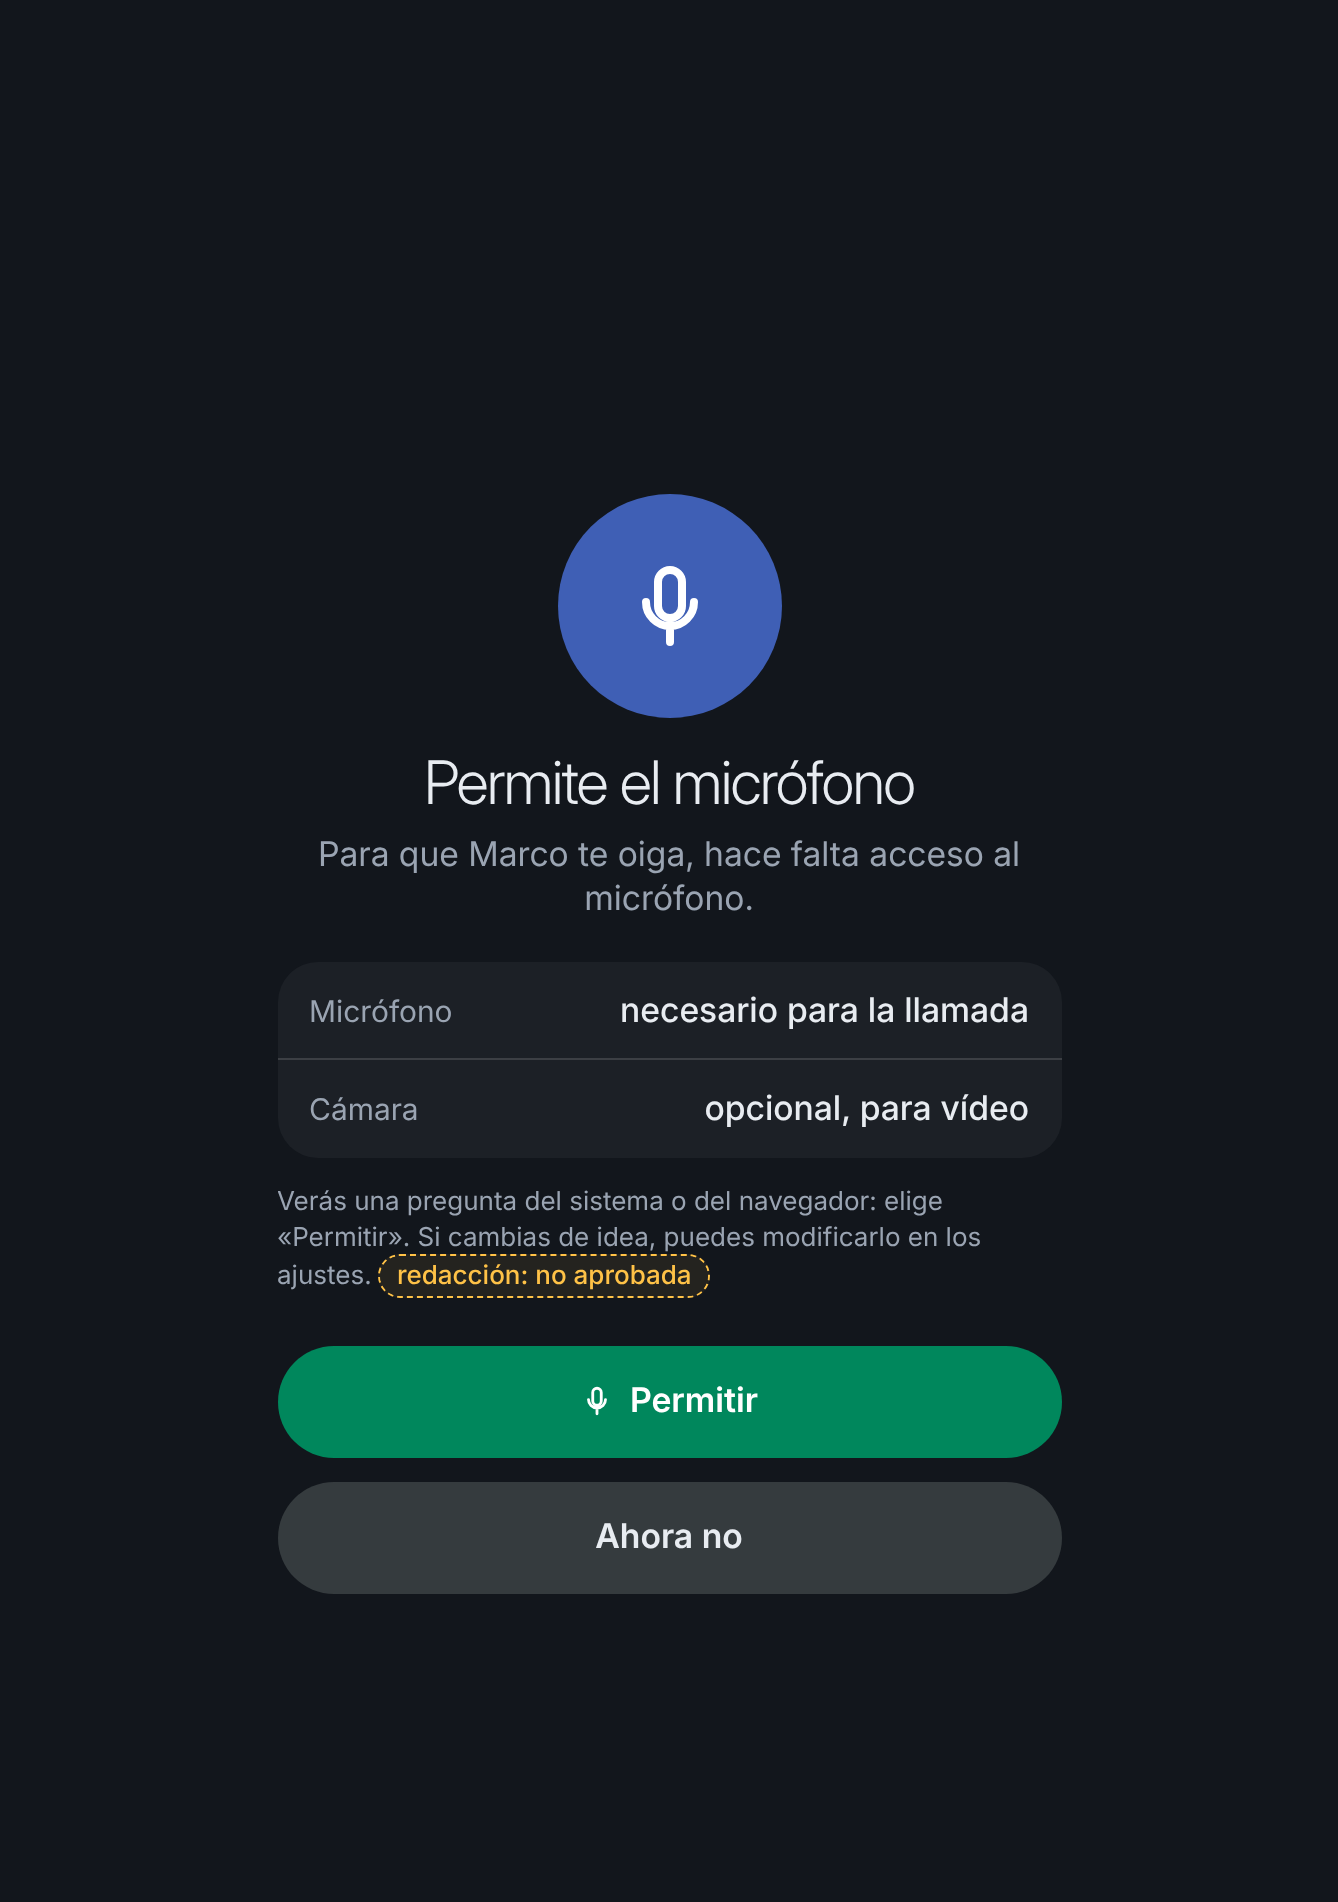 Permite el micrófono
Para que Marco te oiga, hace falta acceso al
micrófono.
Micrófono necesario para la llamada
Cámara opcional, para vídeo
Verás una pregunta del sistema o del navegador: elige
«Permitir». Si cambias de idea, puedes modificarlo en los
ajustes. redacción: no aprobada
Permitir
Ahora no